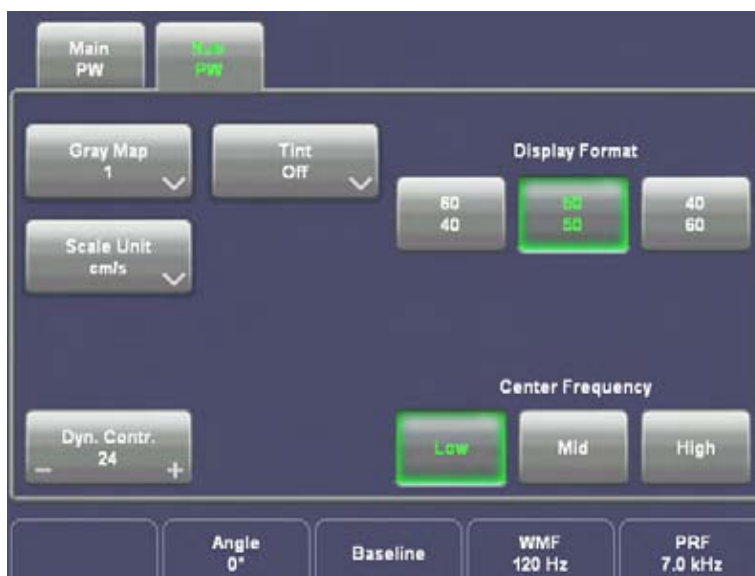 Main
PW
Sub
PW
Gray Map
1
Tint
Off
Display Format
60
40
50
50
40
60
Scale Unit
cm/s
Center Frequency
Dyn. Contr.
24
- +
Low
Mid
High
Angle
0°
Baseline
WMF
120 Hz
PRF
7.0 kHz